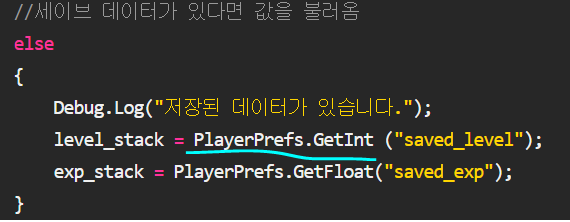 //세이브 데이터가 있다면 값을 불러옴
else
{
Debug.Log("저장된 데이터가 있습니다.");
level_stack = PlayerPrefs.GetInt ("saved_level");
exp_stack = PlayerPrefs.GetFloat("saved_exp");
}